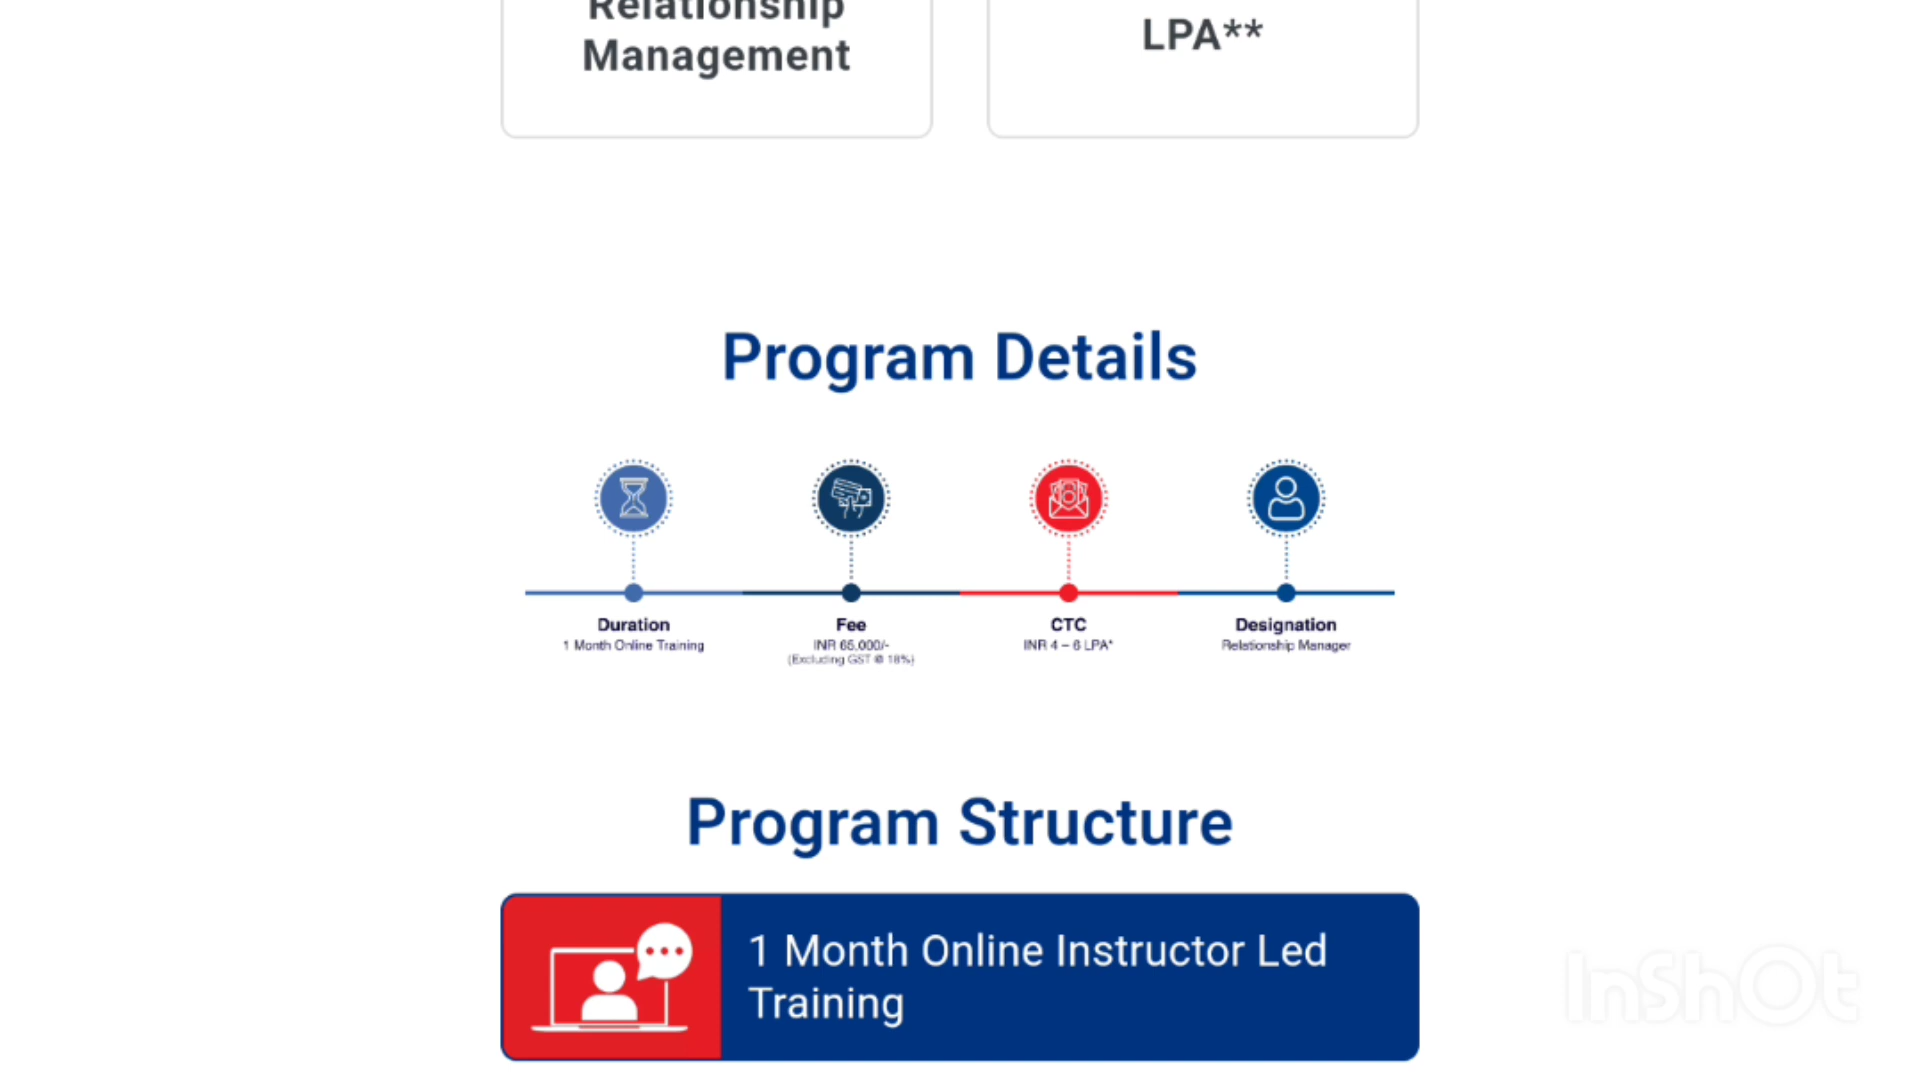 Relationship
Management
LPA**
Program Details
Duration
1 Month Online Training
Fee
INR 65,000/-
(Excluding GST @ 18%)
CTC
INR 4 – 6 LPA*
Designation
Relationship Manager
Program Structure
1 Month Online Instructor Led
Training
InShOt